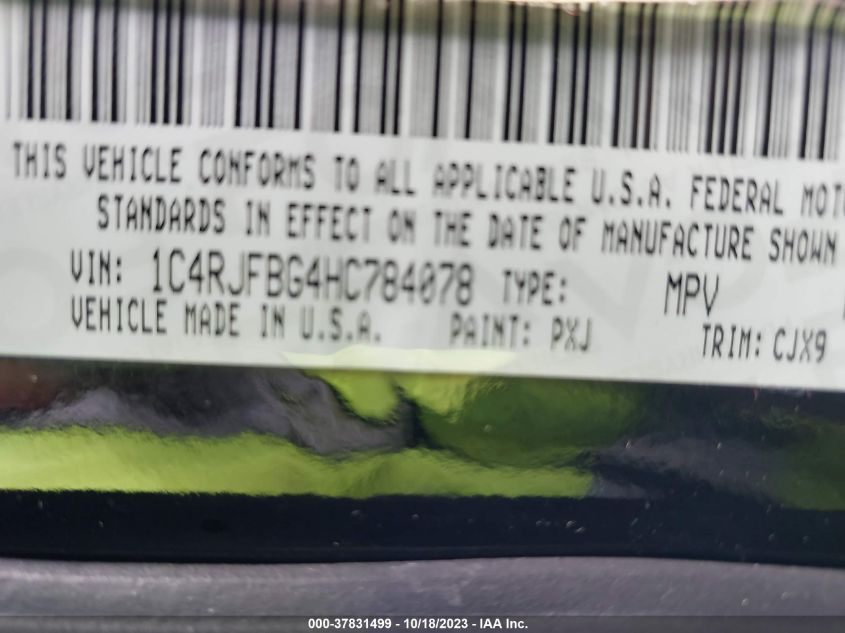 THIS VEHICLE CONFORMS TO ALL APPLICABLE U.S.A. FEDERAL MOTO
STANDARDS IN EFFECT ON THE DATE OF MANUFACTURE SHOWN
VIN: 1C4RJFBG4HC784078 TYPE: MPV
VEHICLE MADE IN U.S.A. PAINT: PXJ TRIM: CJX9
000-37831499 - 10/18/2023 - IAA Inc.